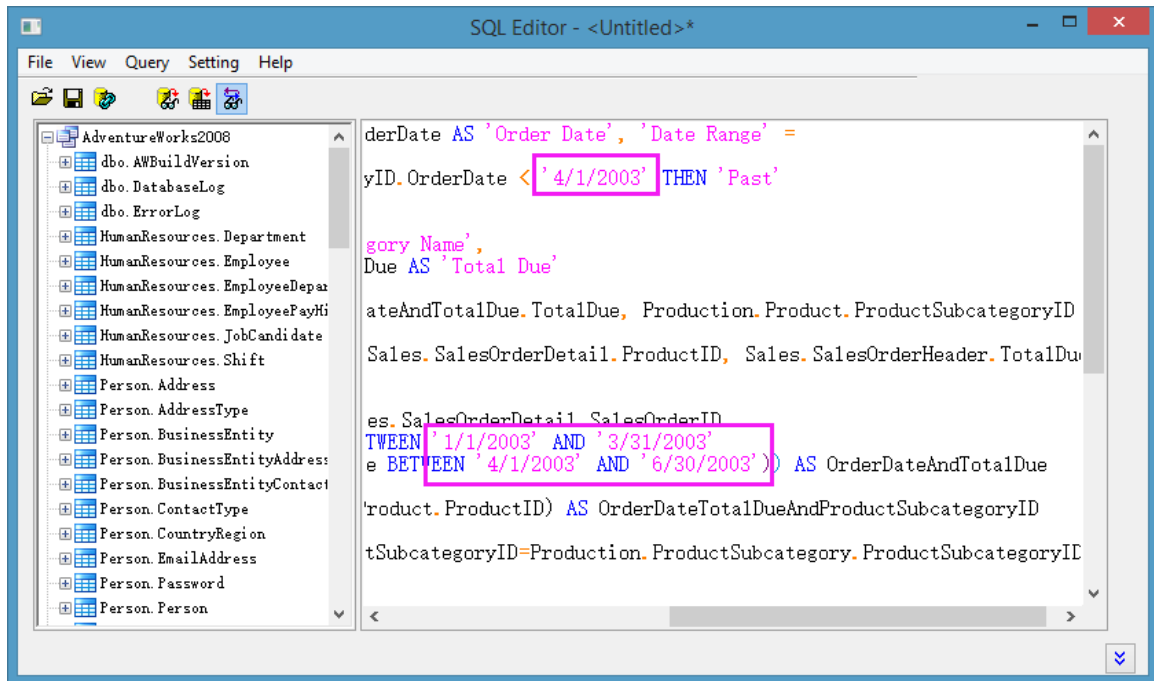 SQL Editor - <Untitled>*
File View Query Setting Help
AdventureWorks2008
dbo.AWBuildVersion
dbo.DatabaseLog
dbo.ErrorLog
HumanResources.Department
HumanResources.Employee
HumanResources.EmployeeDepar
HumanResources.EmployeePayHi
HumanResources.JobCandidate
HumanResources.Shift
Person.Address
Person.AddressType
Person.BusinessEntity
Person.BusinessEntityAddress
Person.BusinessEntityContact
Person.ContactType
Person.CountryRegion
Person.EmailAddress
Person.Password
Person.Person
derDate AS 'Order Date', 'Date Range' =
yID.OrderDate < '4/1/2003' THEN 'Past'
gory Name',
Due AS 'Total Due'
ateAndTotalDue.TotalDue, Production.Product.ProductSubcategoryID
Sales.SalesOrderDetail.ProductID, Sales.SalesOrderHeader.TotalDu
es.SalesOrderDetail.SalesOrderID
TWEEN '1/1/2003' AND '3/31/2003'
e BETWEEN '4/1/2003' AND '6/30/2003')) AS OrderDateAndTotalDue
'roduct.ProductID) AS OrderDateTotalDueAndProductSubcategoryID
tSubcategoryID=Production.ProductSubcategory.ProductSubcategoryID